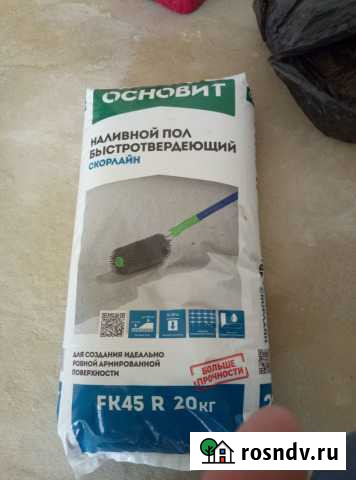 ОСНОВИТ
НАЛИВНОЙ ПОЛ
БЫСТРОТВЕРДЕЮЩИЙ
СКОРЛАЙН
ДЛЯ СОЗДАНИЯ ИДЕАЛЬНО
РОВНОЙ АРМИРОВАННОЙ
ПОВЕРХНОСТИ
БОЛЬШЕ
ПРОЧНОСТИ
FK45 R 20кг
rosndv.ru